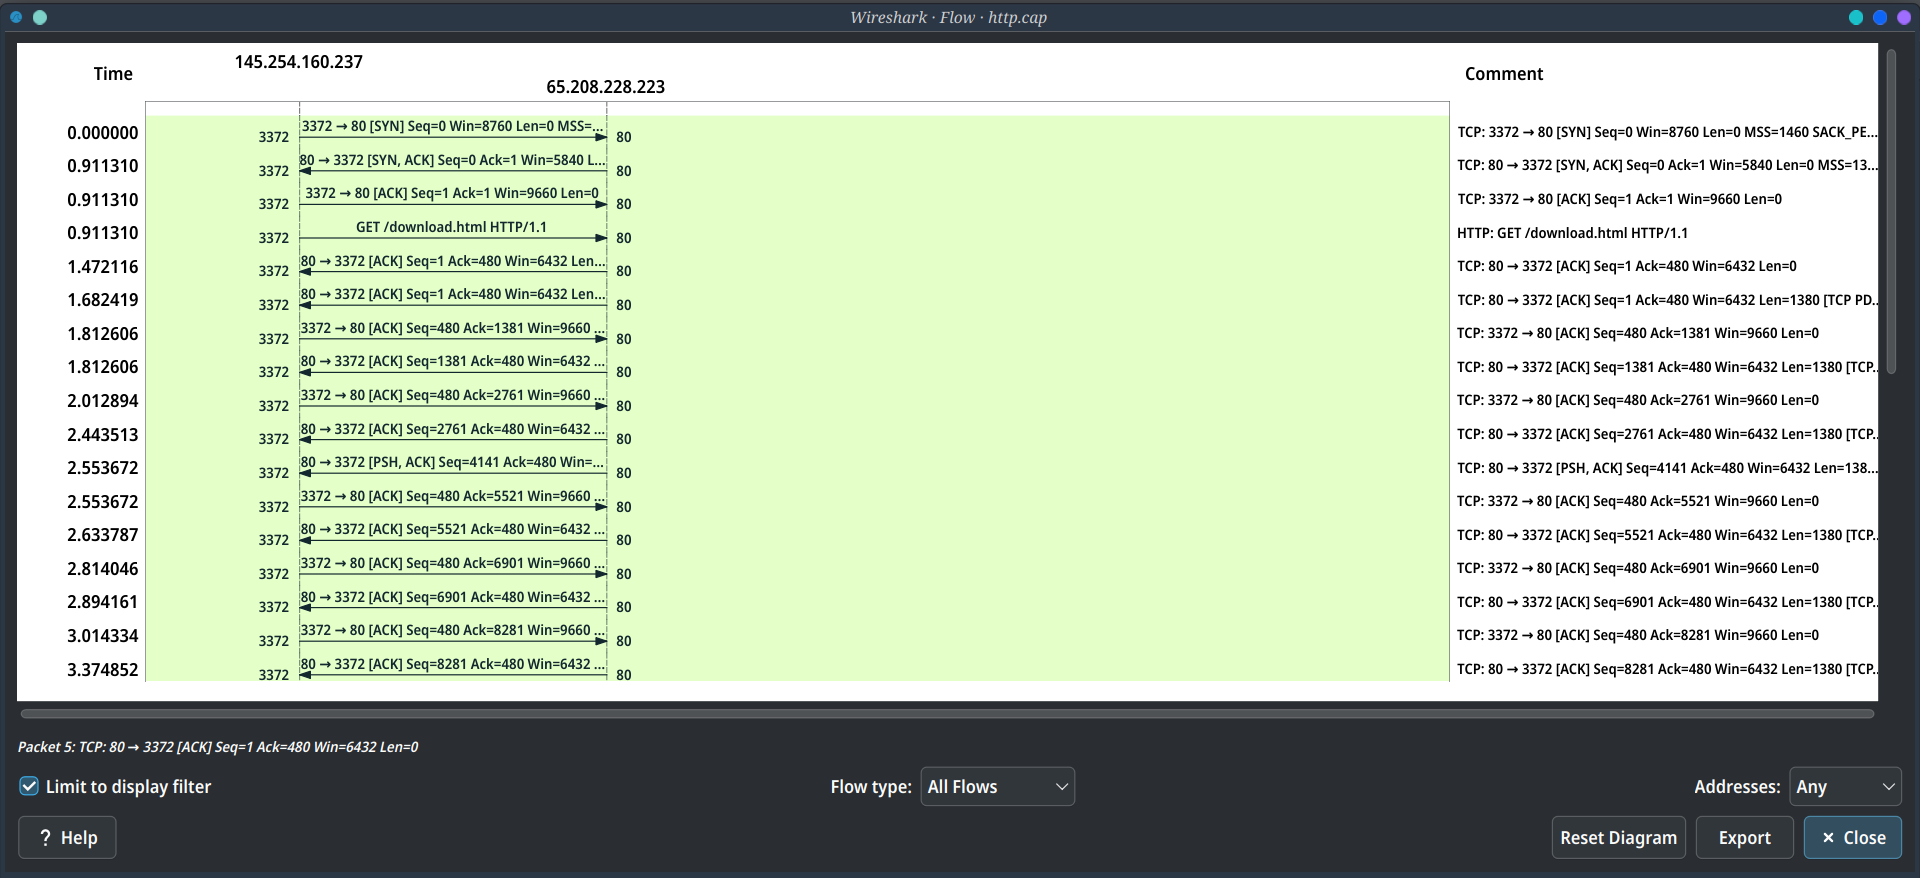 Wireshark · Flow · http.cap
145.254.160.237
Time
Comment
65.208.228.223
0.000000 3372 3372 → 80 [SYN] Seq=0 Win=8760 Len=0 MSS=... 80 TCP: 3372 → 80 [SYN] Seq=0 Win=8760 Len=0 MSS=1460 SACK_PE...
0.911310 3372 80 → 3372 [SYN, ACK] Seq=0 Ack=1 Win=5840 L... 80 TCP: 80 → 3372 [SYN, ACK] Seq=0 Ack=1 Win=5840 Len=0 MSS=13...
0.911310 3372 3372 → 80 [ACK] Seq=1 Ack=1 Win=9660 Len=0 80 TCP: 3372 → 80 [ACK] Seq=1 Ack=1 Win=9660 Len=0
0.911310 3372 GET /download.html HTTP/1.1 80 HTTP: GET /download.html HTTP/1.1
1.472116 3372 80 → 3372 [ACK] Seq=1 Ack=480 Win=6432 Len... 80 TCP: 80 → 3372 [ACK] Seq=1 Ack=480 Win=6432 Len=0
1.682419 3372 80 → 3372 [ACK] Seq=1 Ack=480 Win=6432 Len... 80 TCP: 80 → 3372 [ACK] Seq=1 Ack=480 Win=6432 Len=1380 [TCP PD...
1.812606 3372 3372 → 80 [ACK] Seq=480 Ack=1381 Win=9660 ... 80 TCP: 3372 → 80 [ACK] Seq=480 Ack=1381 Win=9660 Len=0
1.812606 3372 80 → 3372 [ACK] Seq=1381 Ack=480 Win=6432 ... 80 TCP: 80 → 3372 [ACK] Seq=1381 Ack=480 Win=6432 Len=1380 [TCP...
2.012894 3372 3372 → 80 [ACK] Seq=480 Ack=2761 Win=9660 ... 80 TCP: 3372 → 80 [ACK] Seq=480 Ack=2761 Win=9660 Len=0
2.443513 3372 80 → 3372 [ACK] Seq=2761 Ack=480 Win=6432 ... 80 TCP: 80 → 3372 [ACK] Seq=2761 Ack=480 Win=6432 Len=1380 [TCP...
2.553672 3372 80 → 3372 [PSH, ACK] Seq=4141 Ack=480 Win=... 80 TCP: 80 → 3372 [PSH, ACK] Seq=4141 Ack=480 Win=6432 Len=138...
2.553672 3372 3372 → 80 [ACK] Seq=480 Ack=5521 Win=9660 ... 80 TCP: 3372 → 80 [ACK] Seq=480 Ack=5521 Win=9660 Len=0
2.633787 3372 80 → 3372 [ACK] Seq=5521 Ack=480 Win=6432 ... 80 TCP: 80 → 3372 [ACK] Seq=5521 Ack=480 Win=6432 Len=1380 [TCP...
2.814046 3372 3372 → 80 [ACK] Seq=480 Ack=6901 Win=9660 ... 80 TCP: 3372 → 80 [ACK] Seq=480 Ack=6901 Win=9660 Len=0
2.894161 3372 80 → 3372 [ACK] Seq=6901 Ack=480 Win=6432 ... 80 TCP: 80 → 3372 [ACK] Seq=6901 Ack=480 Win=6432 Len=1380 [TCP...
3.014334 3372 3372 → 80 [ACK] Seq=480 Ack=8281 Win=9660 ... 80 TCP: 3372 → 80 [ACK] Seq=480 Ack=8281 Win=9660 Len=0
3.374852 3372 80 → 3372 [ACK] Seq=8281 Ack=480 Win=6432 ... 80 TCP: 80 → 3372 [ACK] Seq=8281 Ack=480 Win=6432 Len=1380 [TCP...
Packet 5: TCP: 80 → 3372 [ACK] Seq=1 Ack=480 Win=6432 Len=0
Limit to display filter Flow type: All Flows Addresses: Any
? Help Reset Diagram Export × Close